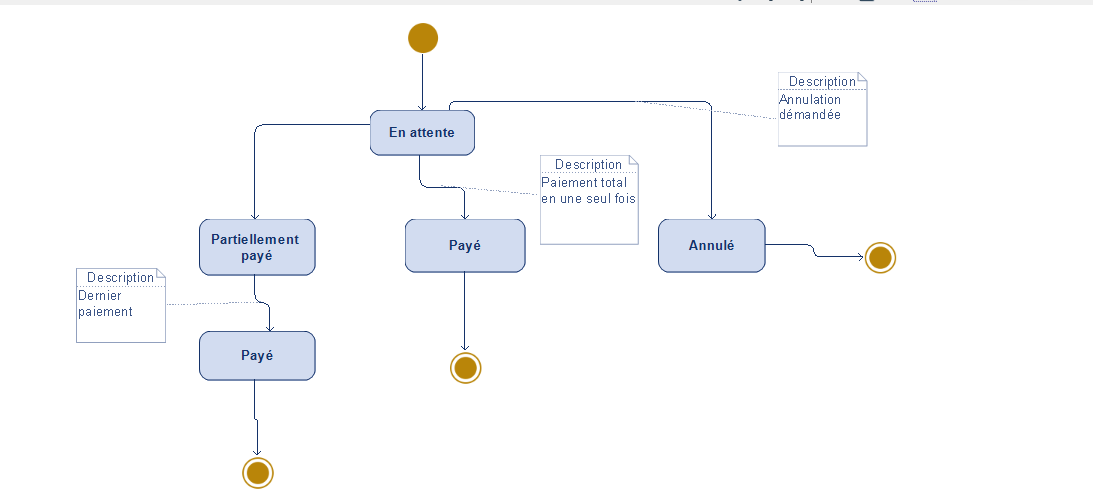 Description
Annulation
démandée
En attente
Description
Paiement total
en une seul fois
Partiellement
payé
Payé
Annulé
Description
Dernier
paiement
Payé